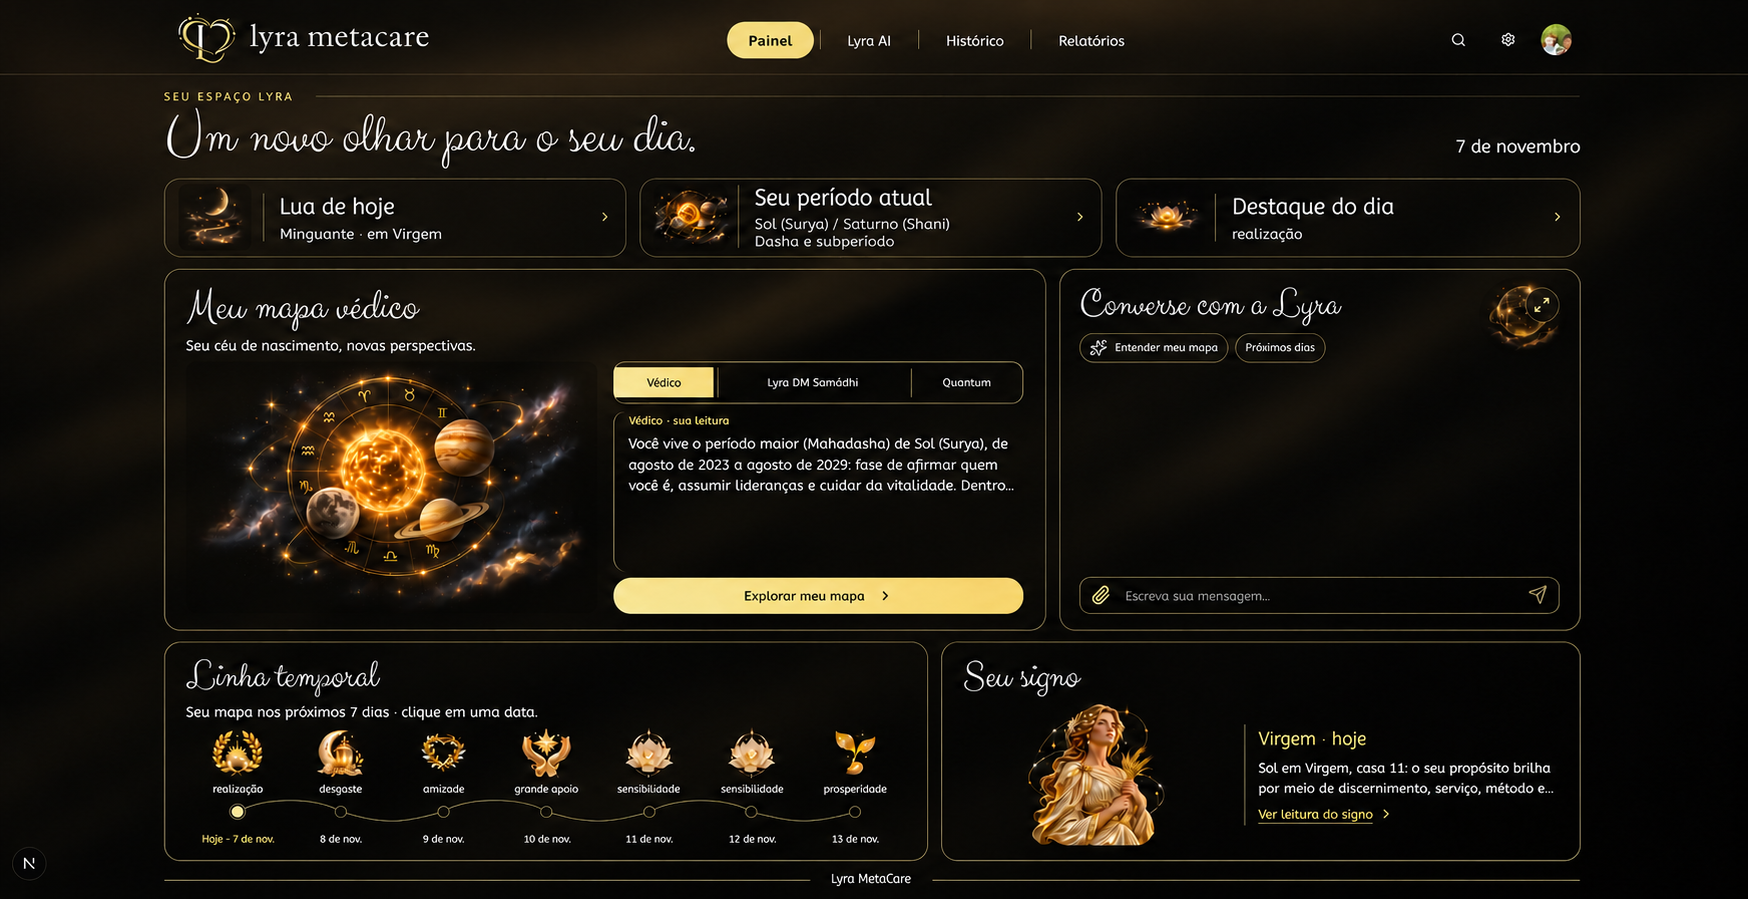 lyra metacare
Painel
Lyra AI
Histórico
Relatórios
SEU ESPAÇO LYRA
Um novo olhar para o seu dia.
7 de novembro
Lua de hoje
Minguante · em Virgem
Seu período atual
Sol (Surya) / Saturno (Shani)
Dasha e subperíodo
Destaque do dia
realização
Meu mapa védico
Seu céu de nascimento, novas perspectivas.
Védico
Lyra DM Samádhi
Quantum
Védico · sua leitura
Você vive o período maior (Mahadasha) de Sol (Surya), de
agosto de 2023 a agosto de 2029: fase de afirmar quem
você é, assumir lideranças e cuidar da vitalidade. Dentro...
Explorar meu mapa
Converse com a Lyra
Entender meu mapa
Próximos dias
Escreva sua mensagem...
Linha temporal
Seu mapa nos próximos 7 dias · clique em uma data.
realização
desgaste
amizade
grande apoio
sensibilidade
sensibilidade
prosperidade
Hoje - 7 de nov.
8 de nov.
9 de nov.
10 de nov.
11 de nov.
12 de nov.
13 de nov.
Seu signo
Virgem · hoje
Sol em Virgem, casa 11: o seu propósito brilha
por meio de discernimento, serviço, método e...
Ver leitura do signo
N
Lyra MetaCare